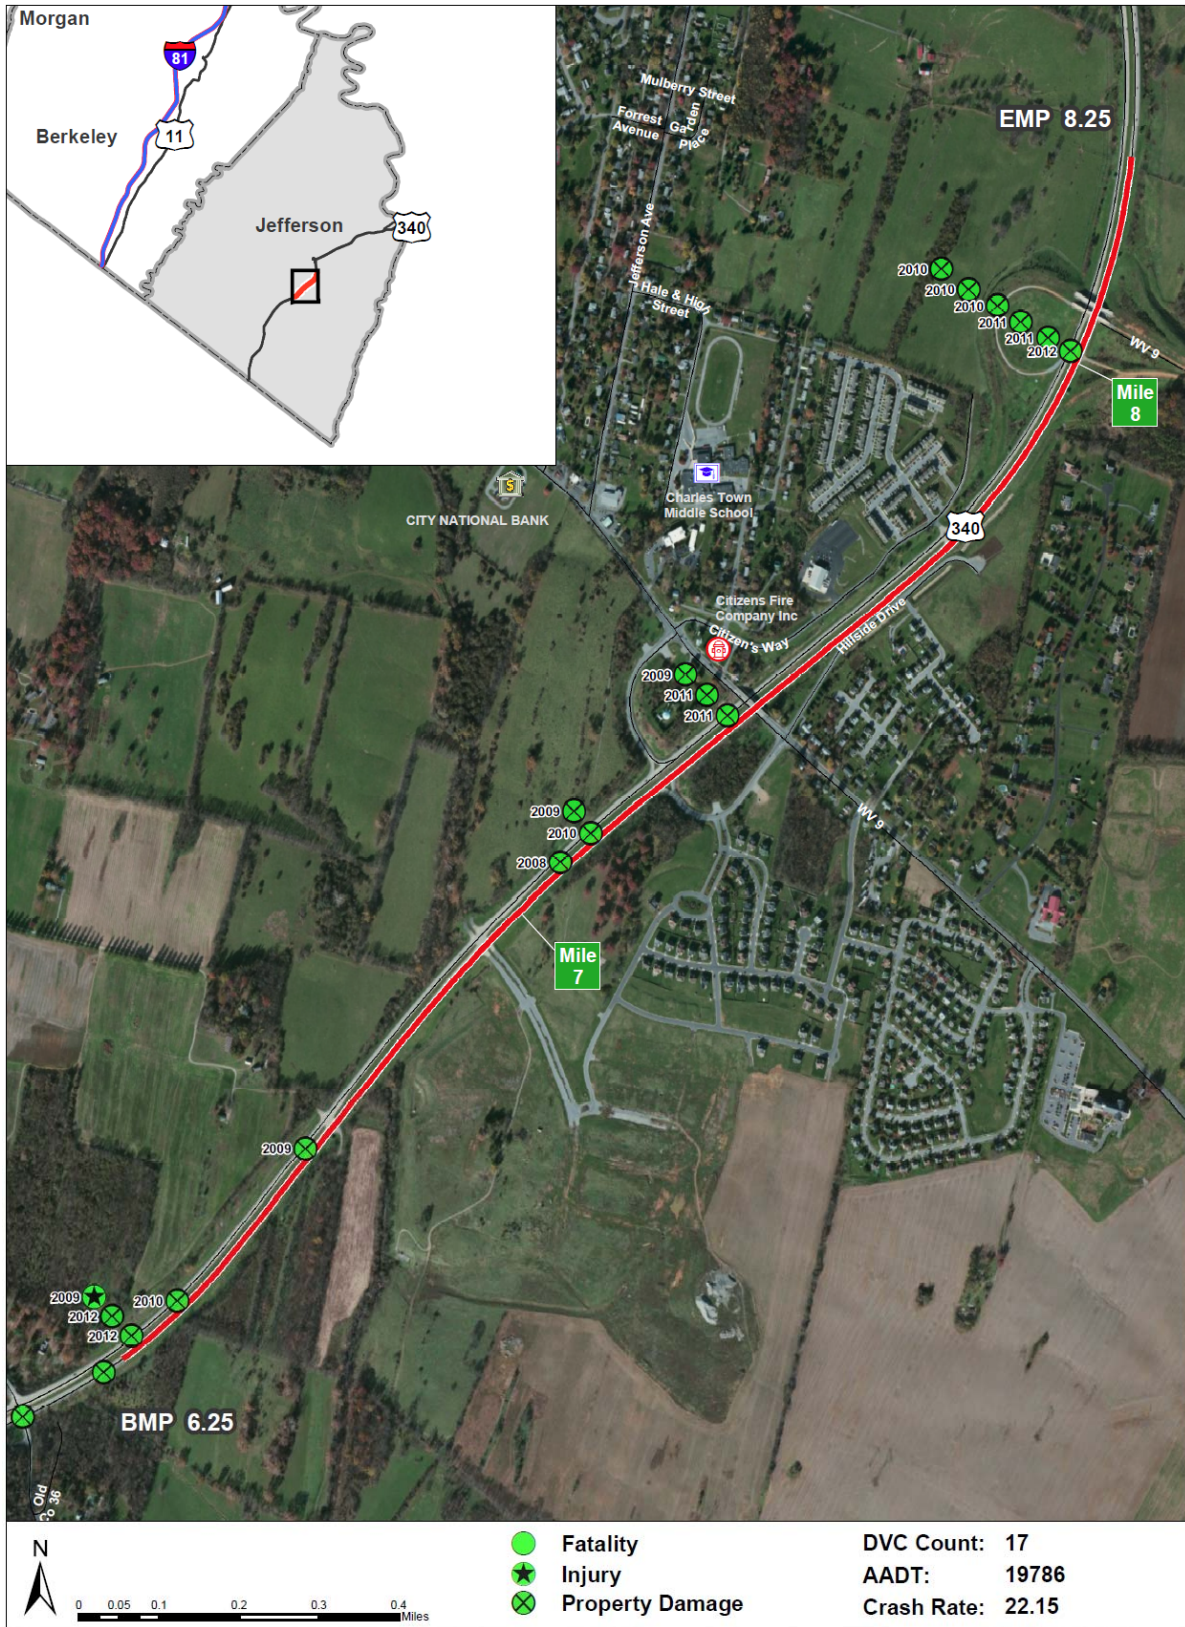 Morgan
81
11
Berkeley
Jefferson
340
Mulberry Street
Forrest
Avenue
Garden
Place
EMP 8.25
Jefferson Ave
Hale & High
Street
2010
2010
2010
2011
2011
2012
WV 9
Mile
8
CITY NATIONAL BANK
Charles Town
Middle School
340
Citizens Fire
Company Inc
Citizen's Way
Hillside Drive
2009
2011
2011
2009
2010
2008
WV 9
Mile
7
2009
2009
2012
2010
2012
BMP 6.25
Old
Co 36
N
0 0.05 0.1 0.2 0.3 0.4
Miles
Fatality
Injury
Property Damage
DVC Count: 17
AADT: 19786
Crash Rate: 22.15